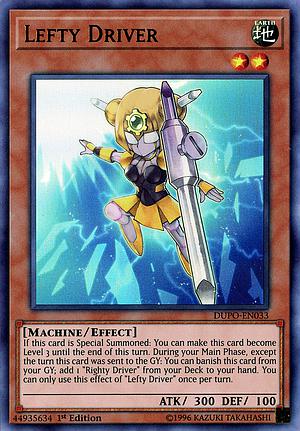 Lefty Driver
EARTH
地
DUPO-EN033
[Machine/Effect]
If this card is Special Summoned: You can make this card become
Level 3 until the end of this turn. During your Main Phase, except
the turn this card was sent to the GY: You can banish this card from
your GY; add 1 "Righty Driver" from your Deck to your hand. You
can only use this effect of "Lefty Driver" once per turn.
ATK/ 300 DEF/ 100
44935634 1st Edition ©1996 KAZUKI TAKAHASHI